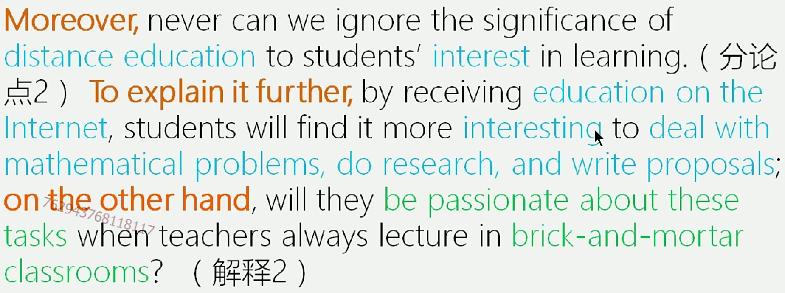 Moreover, never can we ignore the significance of
distance education to students' interest in learning.（分论
点2 ） To explain it further, by receiving education on the
Internet, students will find it more interesting to deal with
mathematical problems, do research, and write proposals;
on the other hand, will they be passionate about these
tasks when teachers always lecture in brick-and-mortar
classrooms? （解释2 ）